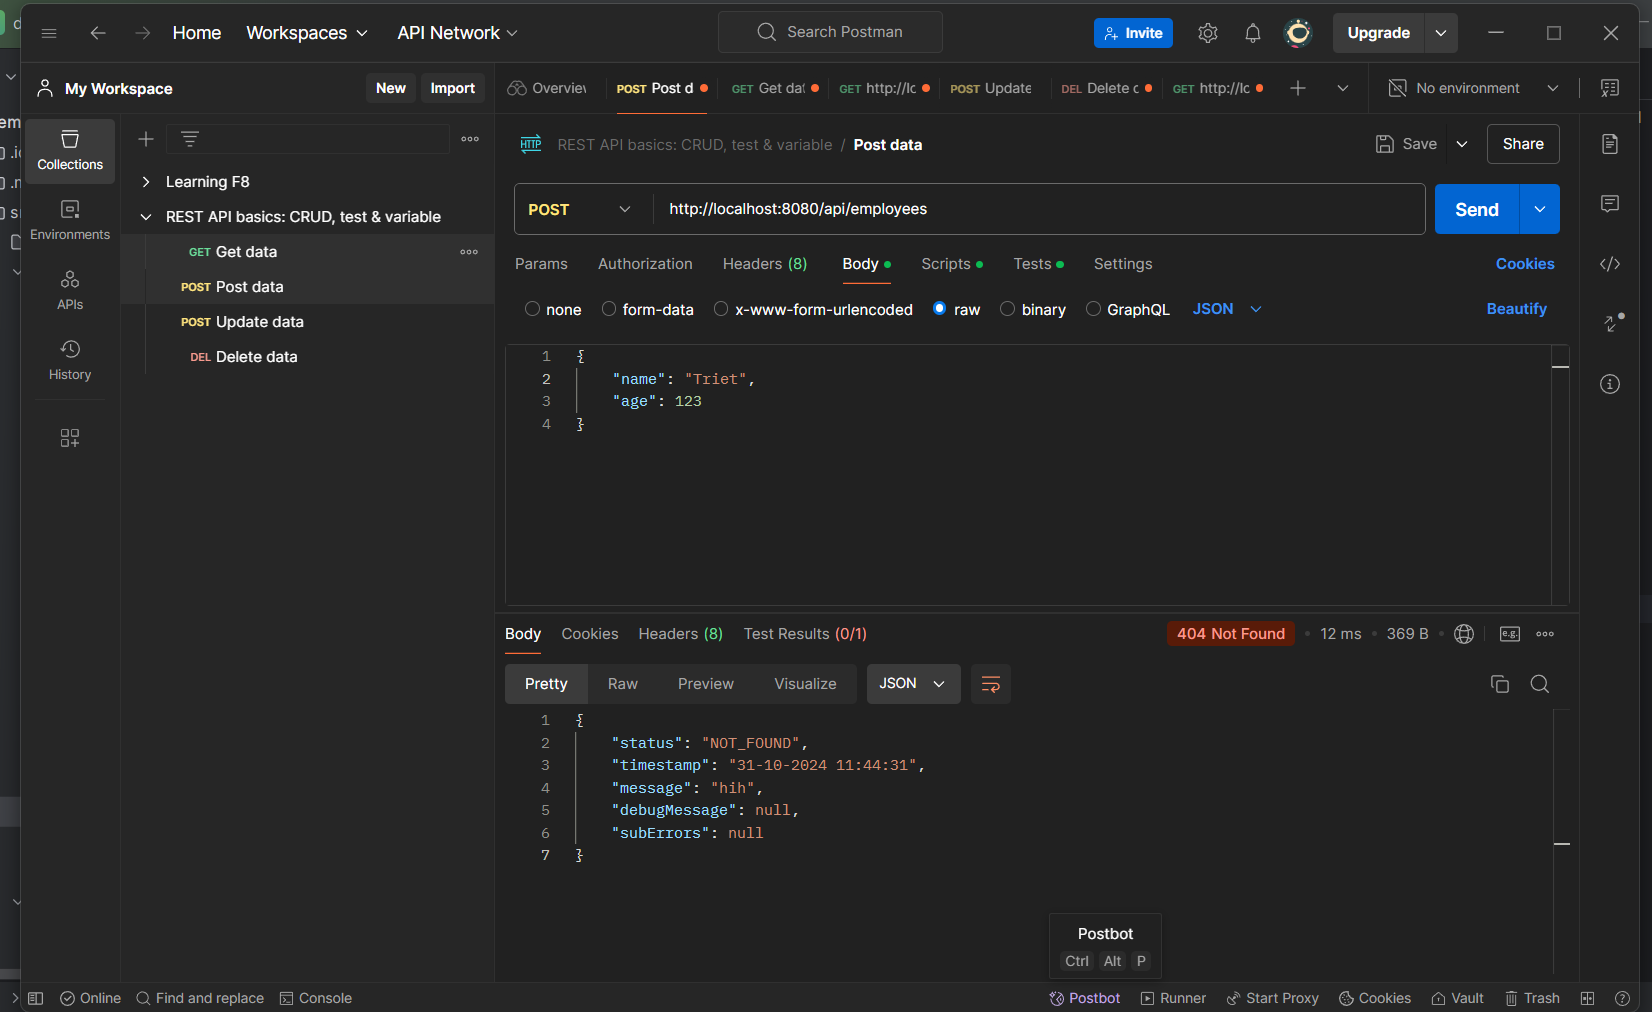 Home Workspaces API Network Search Postman Invite Upgrade
My Workspace New Import Overview POST Post d GET Get dat GET http://lc POST Update DEL Delete c GET http://lc No environment
Collections
Environments
APIs
History
Learning F8
REST API basics: CRUD, test & variable
GET Get data
POST Post data
POST Update data
DEL Delete data
HTTP REST API basics: CRUD, test & variable / Post data Save Share
POST http://localhost:8080/api/employees Send
Params Authorization Headers (8) Body Scripts Tests Settings Cookies
none form-data x-www-form-urlencoded raw binary GraphQL JSON Beautify
1 {
2 "name": "Triet",
3 "age": 123
4 }
Body Cookies Headers (8) Test Results (0/1) 404 Not Found 12 ms 369 B e.g.
Pretty Raw Preview Visualize JSON
1 {
2 "status": "NOT_FOUND",
3 "timestamp": "31-10-2024 11:44:31",
4 "message": "hih",
5 "debugMessage": null,
6 "subErrors": null
7 }
Postbot
Ctrl Alt P
Online Find and replace Console Postbot Runner Start Proxy Cookies Vault Trash